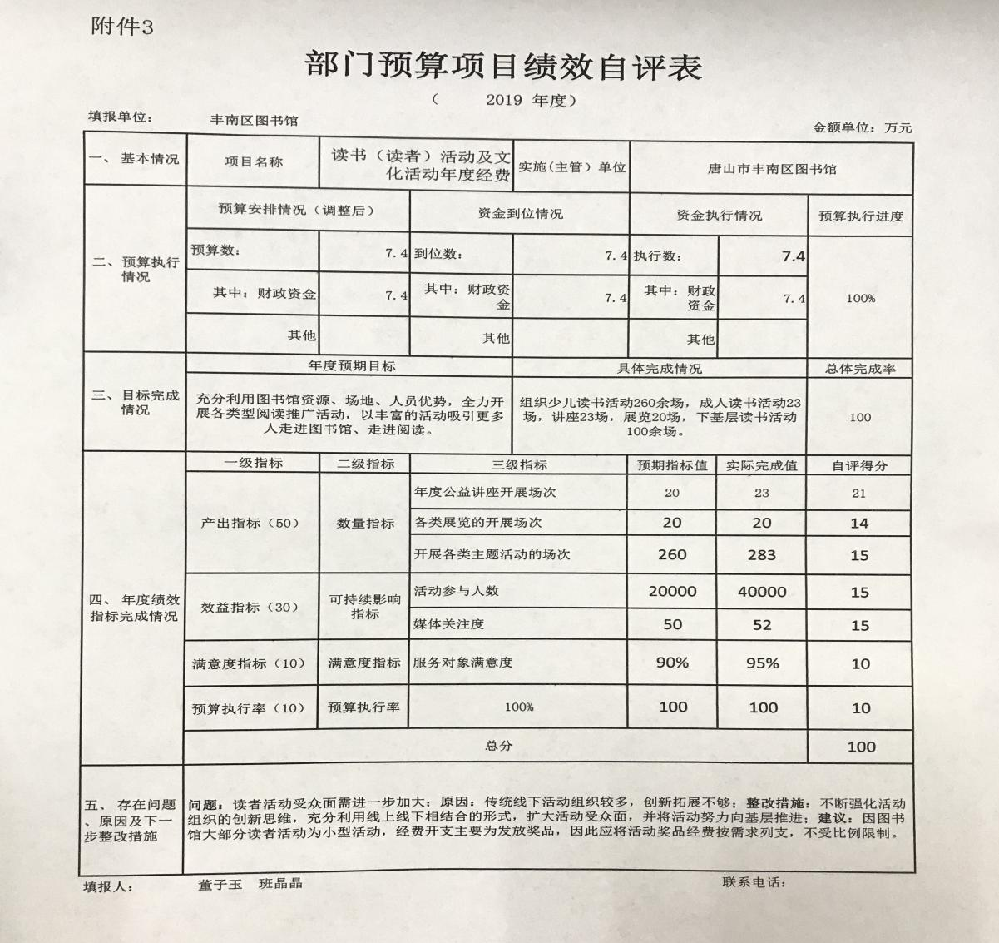 附件3
部门预算项目绩效自评表
（ 2019 年度）
填报单位： 丰南区图书馆 金额单位：万元
一、 基本情况 项目名称 读书（读者）活动及文化活动年度经费 实施(主管）单位 唐山市丰南区图书馆
二、预算执行情况 预算安排情况（调整后） 资金到位情况 资金执行情况 预算执行进度
预算数： 7.4 到位数： 7.4 执行数： 7.4 100%
其中：财政资金 7.4 其中：财政资金 7.4 其中：财政资金 7.4
其他 其他 其他
三、目标完成情况 年度预期目标 具体完成情况 总体完成率
充分利用图书馆资源、场地、人员优势，全力开展各类型阅读推广活动，以丰富的活动吸引更多人走进图书馆、走进阅读。 组织少儿读书活动260余场，成人读书活动23场，讲座23场，展览20场，下基层读书活动100余场。 100
四、 年度绩效指标完成情况 一级指标 二级指标 三级指标 预期指标值 实际完成值 自评得分
产出指标（50） 数量指标 年度公益讲座开展场次 20 23 21
各类展览的开展场次 20 20 14
开展各类主题活动的场次 260 283 15
效益指标（30） 可持续影响指标 活动参与人数 20000 40000 15
媒体关注度 50 52 15
满意度指标（10） 满意度指标 服务对象满意度 90% 95% 10
预算执行率（10） 预算执行率 100% 100 100 10
总分 100
五、 存在问题、原因及下一步整改措施 问题：读者活动受众面需进一步加大；原因：传统线下活动组织较多，创新拓展不够；整改措施：不断强化活动
组织的创新思维，充分利用线上线下相结合的形式，扩大活动受众面，并将活动努力向基层推进；建议：因图书
馆大部分读者活动为小型活动，经费开支主要为发放奖品，因此应将活动奖品经费按需求列支，不受比例限制。
填报人： 董子玉 班晶晶 联系电话：